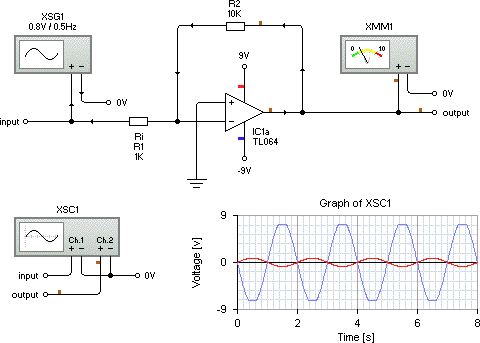 XSG1
0.8V / 0.5Hz
R2
10K
XMM1
0 10
9V
0V
0V
input
Ri
R1
1K
+
−
IC1a
TL064
output
-9V
XSC1
Ch.1 Ch.2
+ − + −
input
0V
output
Graph of XSC1
Voltage [v]
9
0
-9
0 2 4 6 8
Time [s]